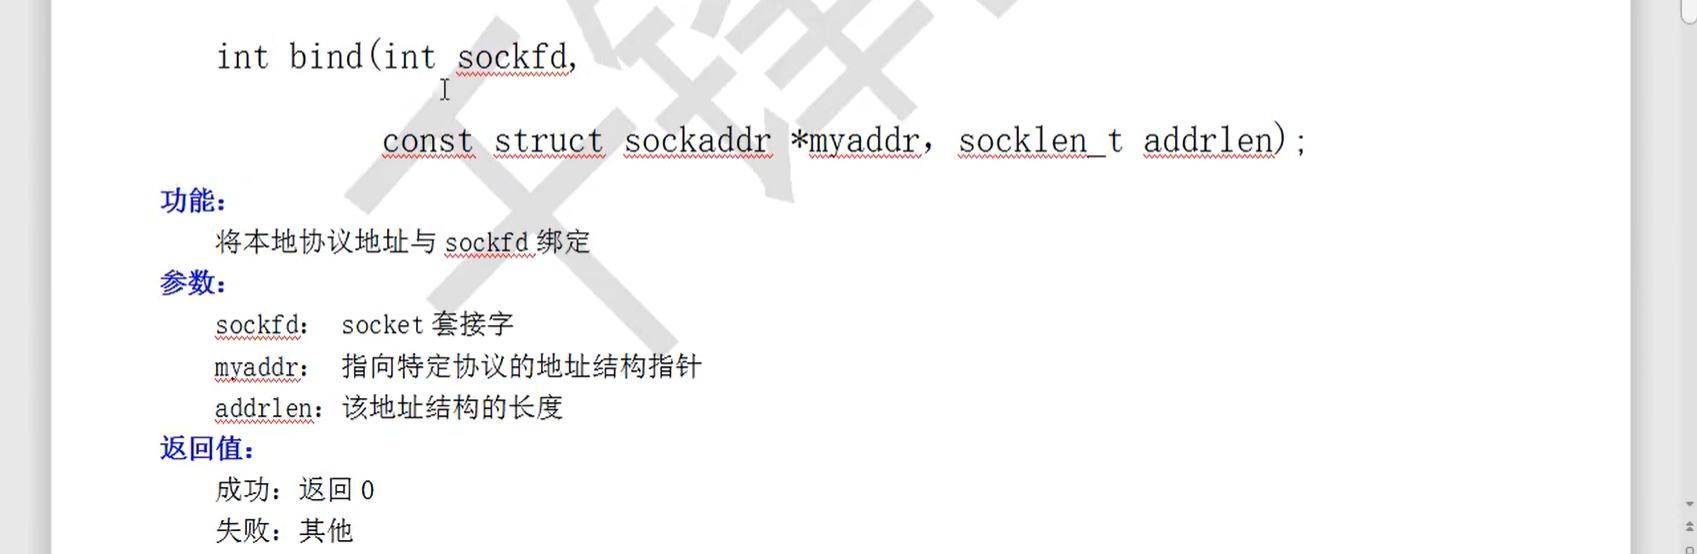 int bind(int sockfd,
const struct sockaddr *myaddr, socklen_t addrlen);
功能：
将本地协议地址与 sockfd 绑定
参数：
sockfd： socket 套接字
myaddr： 指向特定协议的地址结构指针
addrlen：该地址结构的长度
返回值：
成功：返回 0
失败：其他
千锋